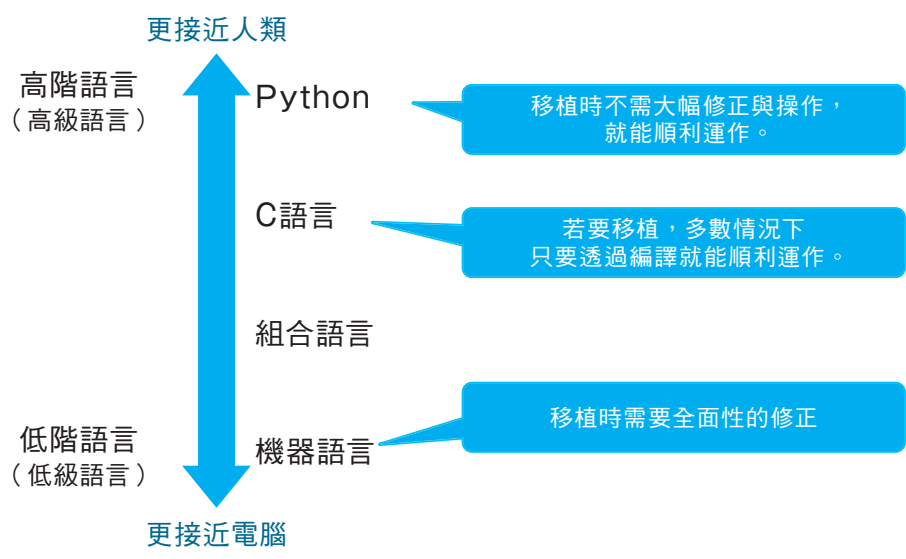 更接近人類
高階語言
（高級語言）
Python
移植時不需大幅修正與操作，
就能順利運作。
C語言
若要移植，多數情況下
只要透過編譯就能順利運作。
組合語言
移植時需要全面性的修正
低階語言
（低級語言）
機器語言
更接近電腦